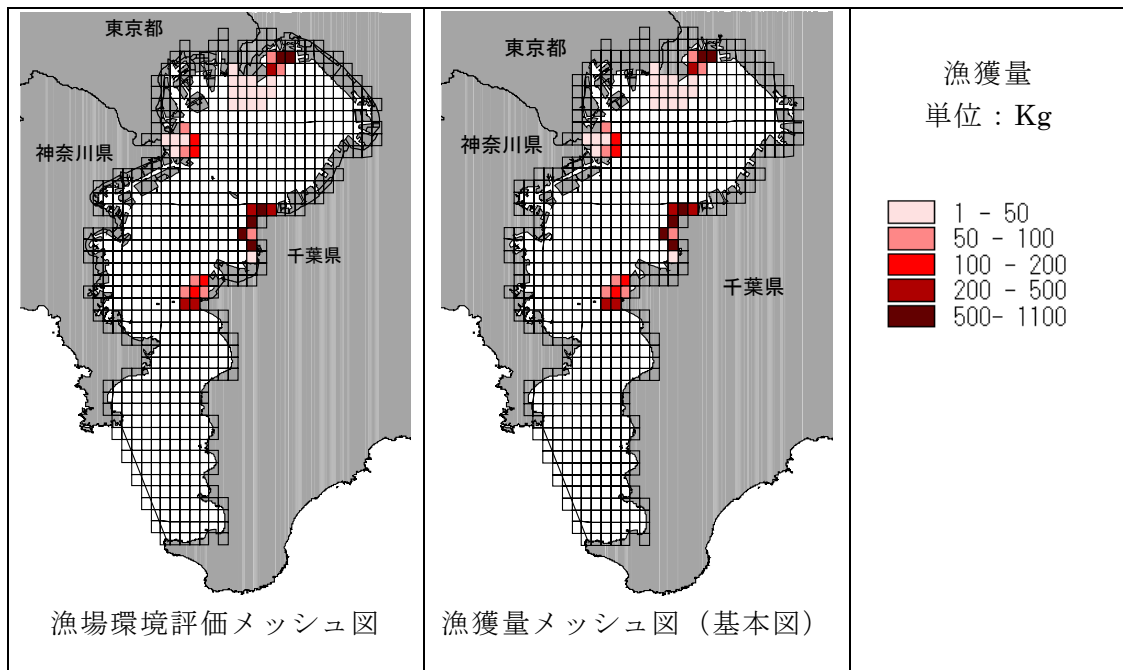 東京都
神奈川県
千葉県
漁場環境評価メッシュ図
東京都
神奈川県
千葉県
漁獲量メッシュ図（基本図）
漁獲量
単位：Kg
1 - 50
50 - 100
100 - 200
200 - 500
500- 1100